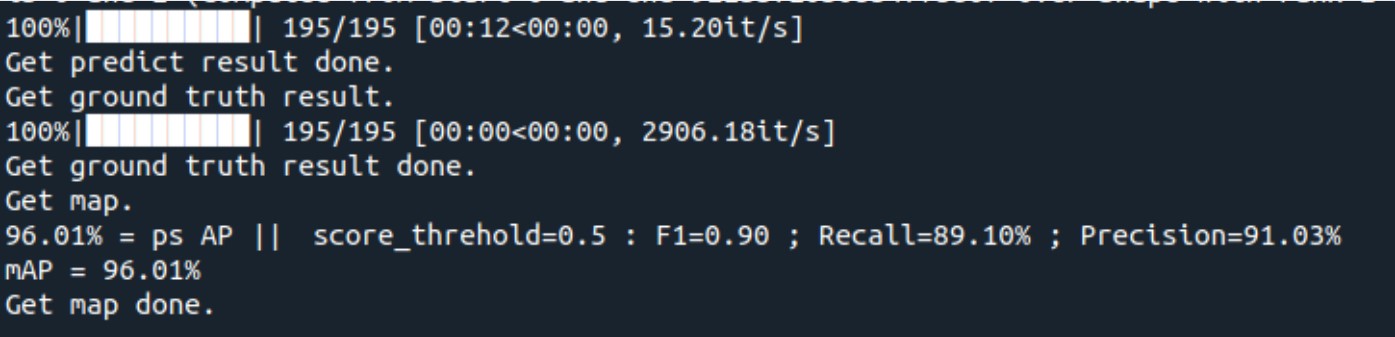 100%|██████████| 195/195 [00:12<00:00, 15.20it/s]
Get predict result done.
Get ground truth result.
100%|██████████| 195/195 [00:00<00:00, 2906.18it/s]
Get ground truth result done.
Get map.
96.01% = ps AP ||  score_threhold=0.5 : F1=0.90 ; Recall=89.10% ; Precision=91.03%
mAP = 96.01%
Get map done.